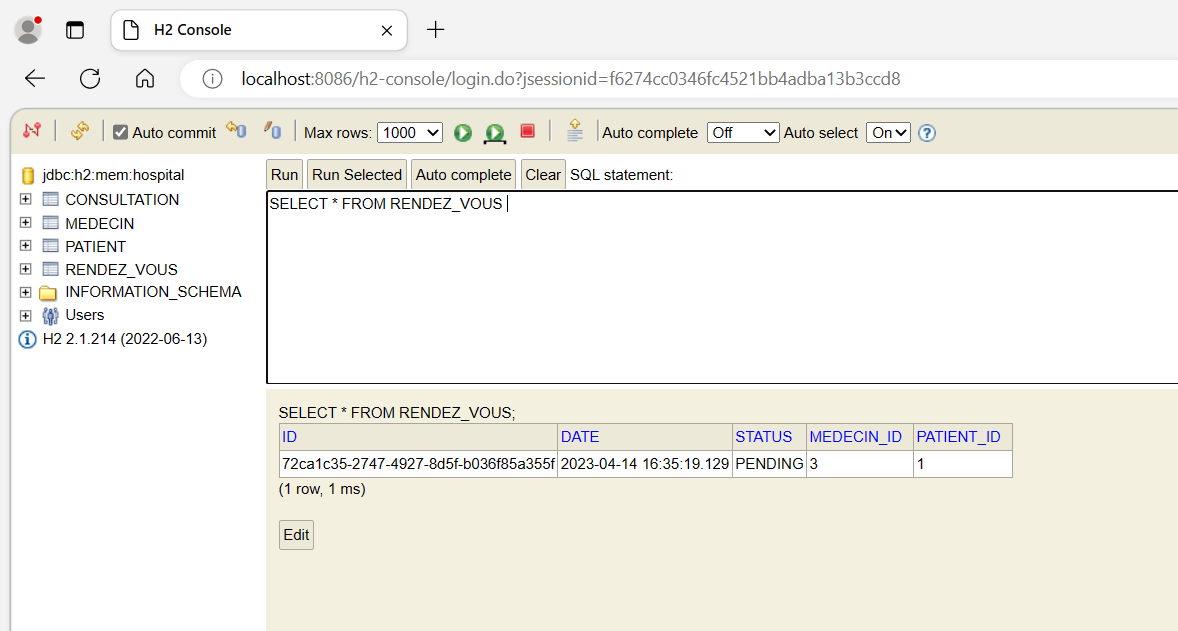 H2 Console
localhost:8086/h2-console/login.do?jsessionid=f6274cc0346fc4521bb4adba13b3ccd8
Auto commit Max rows: 1000 Auto complete Off Auto select On ?
jdbc:h2:mem:hospital
CONSULTATION
MEDECIN
PATIENT
RENDEZ_VOUS
INFORMATION_SCHEMA
Users
H2 2.1.214 (2022-06-13)
Run Run Selected Auto complete Clear SQL statement:
SELECT * FROM RENDEZ_VOUS
SELECT * FROM RENDEZ_VOUS;
ID DATE STATUS MEDECIN_ID PATIENT_ID
72ca1c35-2747-4927-8d5f-b036f85a355f 2023-04-14 16:35:19.129 PENDING 3 1
(1 row, 1 ms)
Edit